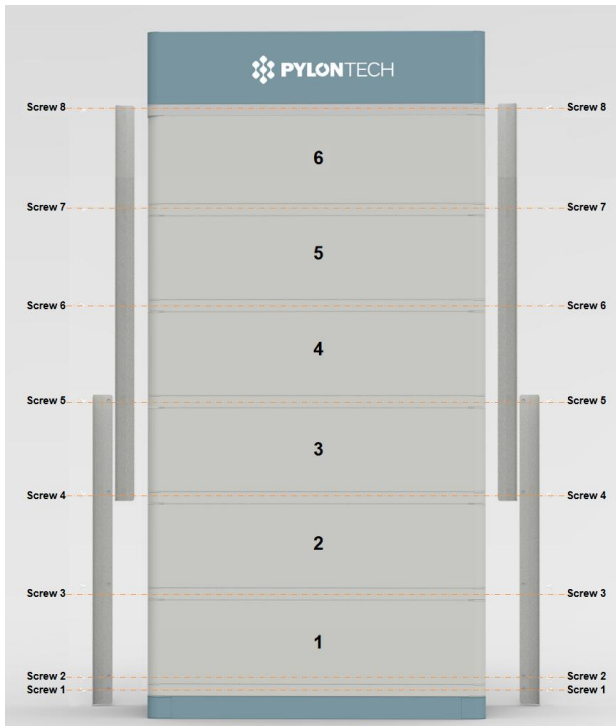 PYLONTECH
Screw 8 Screw 8
6
Screw 7 Screw 7
5
Screw 6 Screw 6
4
Screw 5 Screw 5
3
Screw 4 Screw 4
2
Screw 3 Screw 3
1
Screw 2 Screw 2
Screw 1 Screw 1